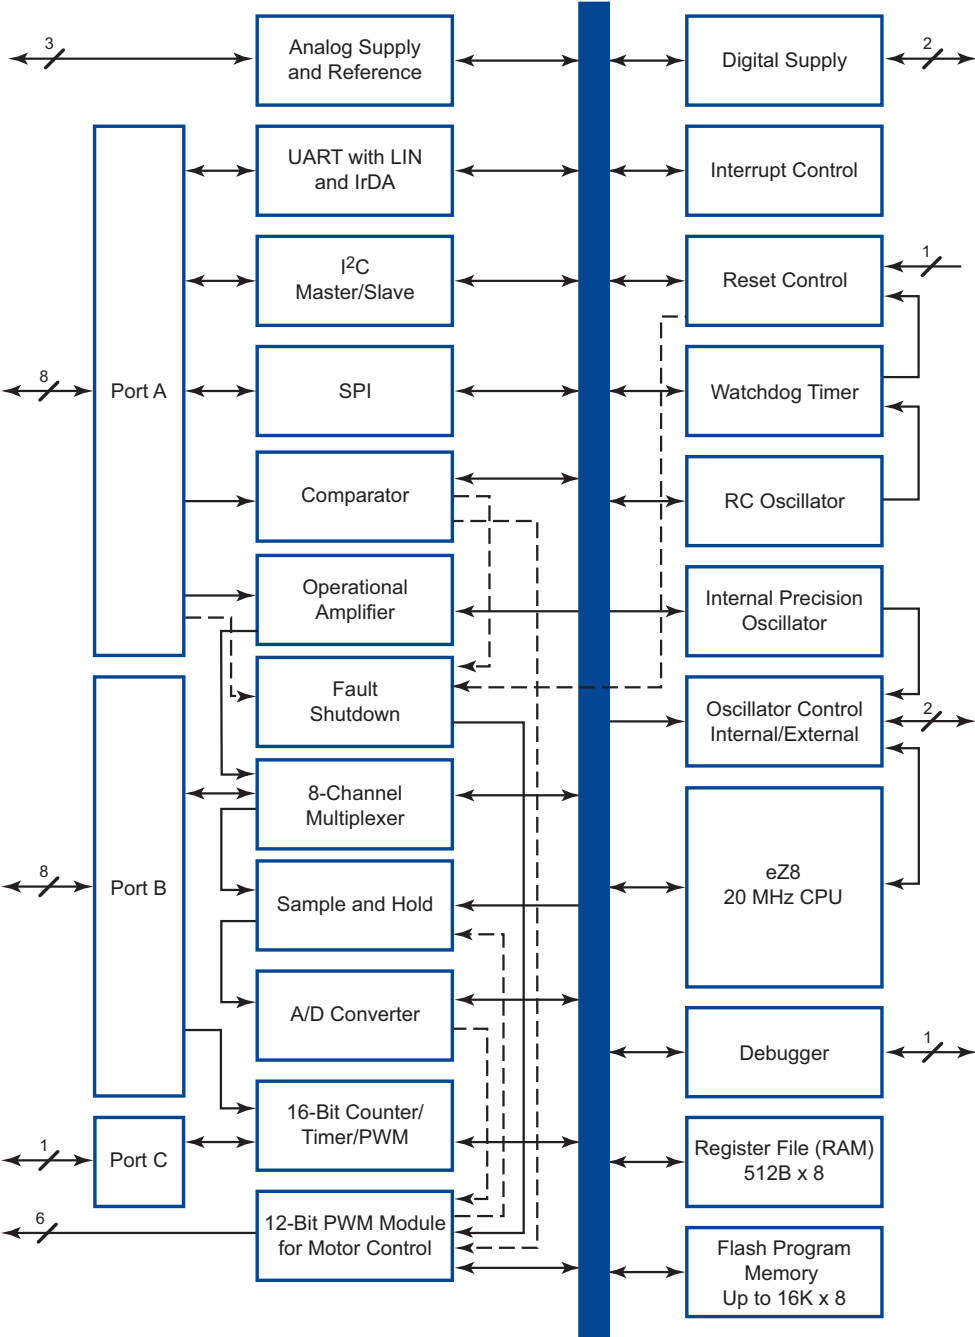 3
Analog Supply
and Reference
Digital Supply
2
UART with LIN
and IrDA
Interrupt Control
I²C
Master/Slave
Reset Control
1
8
Port A
SPI
Watchdog Timer
Comparator
RC Oscillator
Operational
Amplifier
Internal Precision
Oscillator
Fault
Shutdown
Oscillator Control
Internal/External
2
8-Channel
Multiplexer
8
Port B
eZ8
20 MHz CPU
Sample and Hold
A/D Converter
Debugger
1
16-Bit Counter/
Timer/PWM
1
Port C
Register File (RAM)
512B x 8
6
12-Bit PWM Module
for Motor Control
Flash Program
Memory
Up to 16K x 8